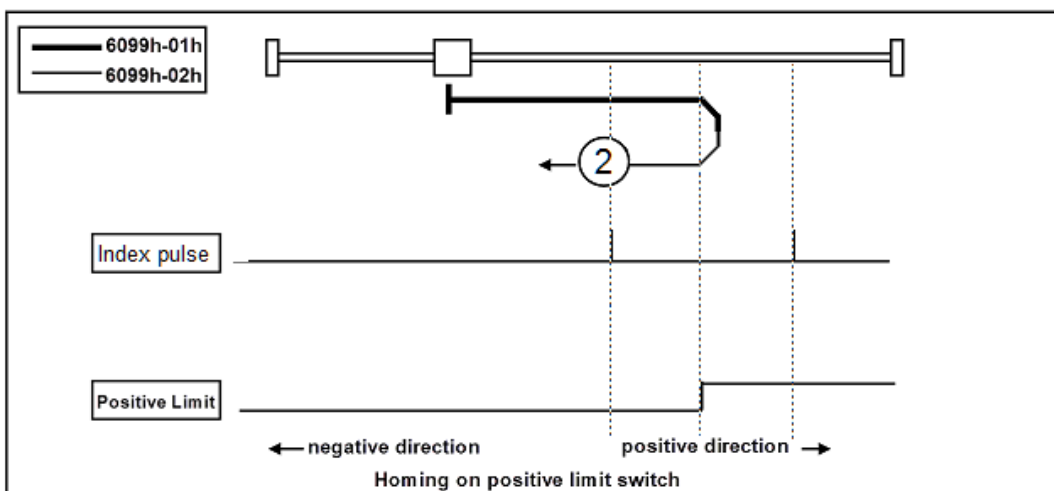 6099h-01h
6099h-02h
2
Index pulse
Positive Limit
negative direction
positive direction
Homing on positive limit switch